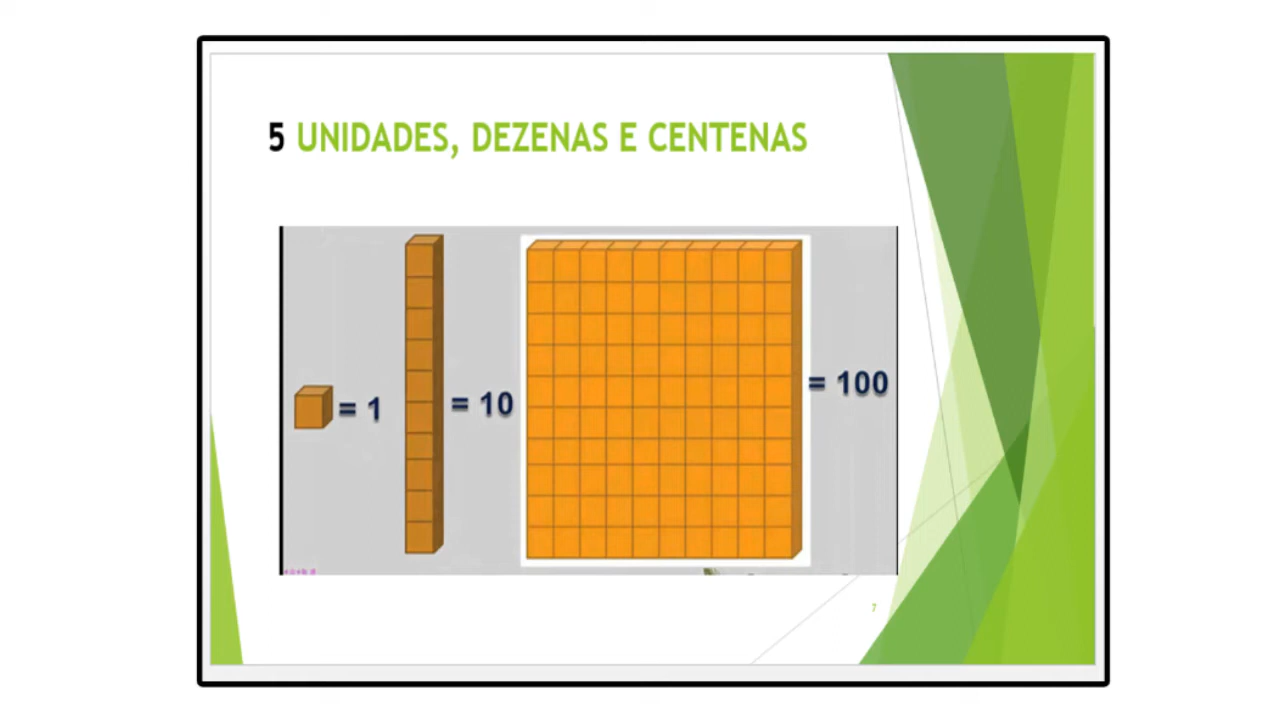 5 UNIDADES, DEZENAS E CENTENAS
= 1
= 10
= 100
7